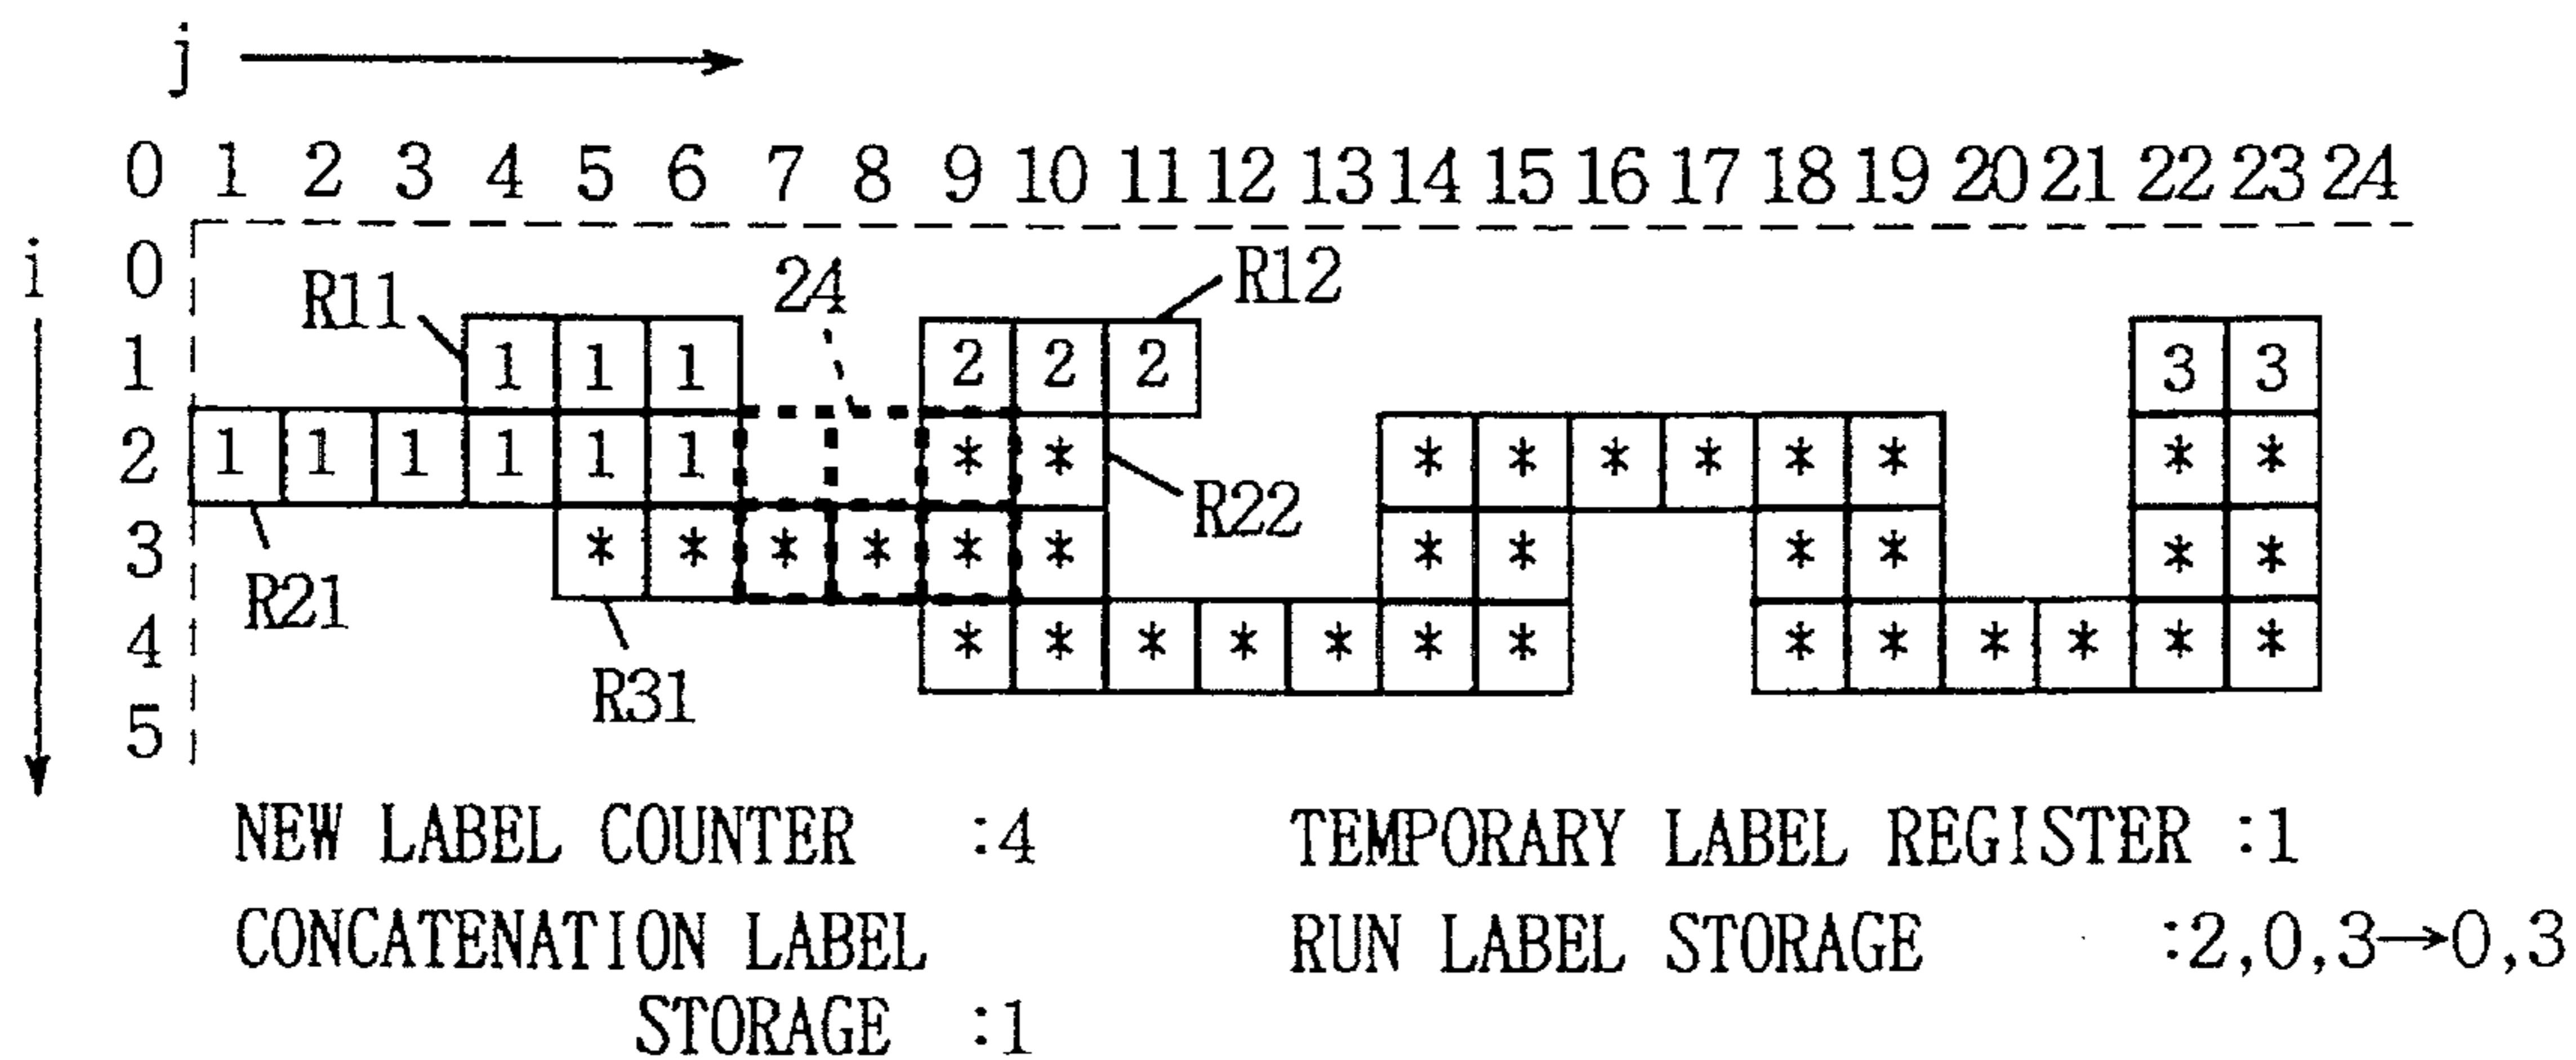 j
0 1 2 3 4 5 6 7 8 9 10 11 12 13 14 15 16 17 18 19 20 21 22 23 24
i 0
R11 24 R12
1 1 1 1 2 2 2 3 3
2 1 1 1 1 1 1 * * * * * * * * * *
R22
3 * * * * * * * * * * * *
R21
4 * * * * * * * * * * * * *
R31
5
NEW LABEL COUNTER :4 TEMPORARY LABEL REGISTER :1
CONCATENATION LABEL RUN LABEL STORAGE :2,0,3→0,3
STORAGE :1